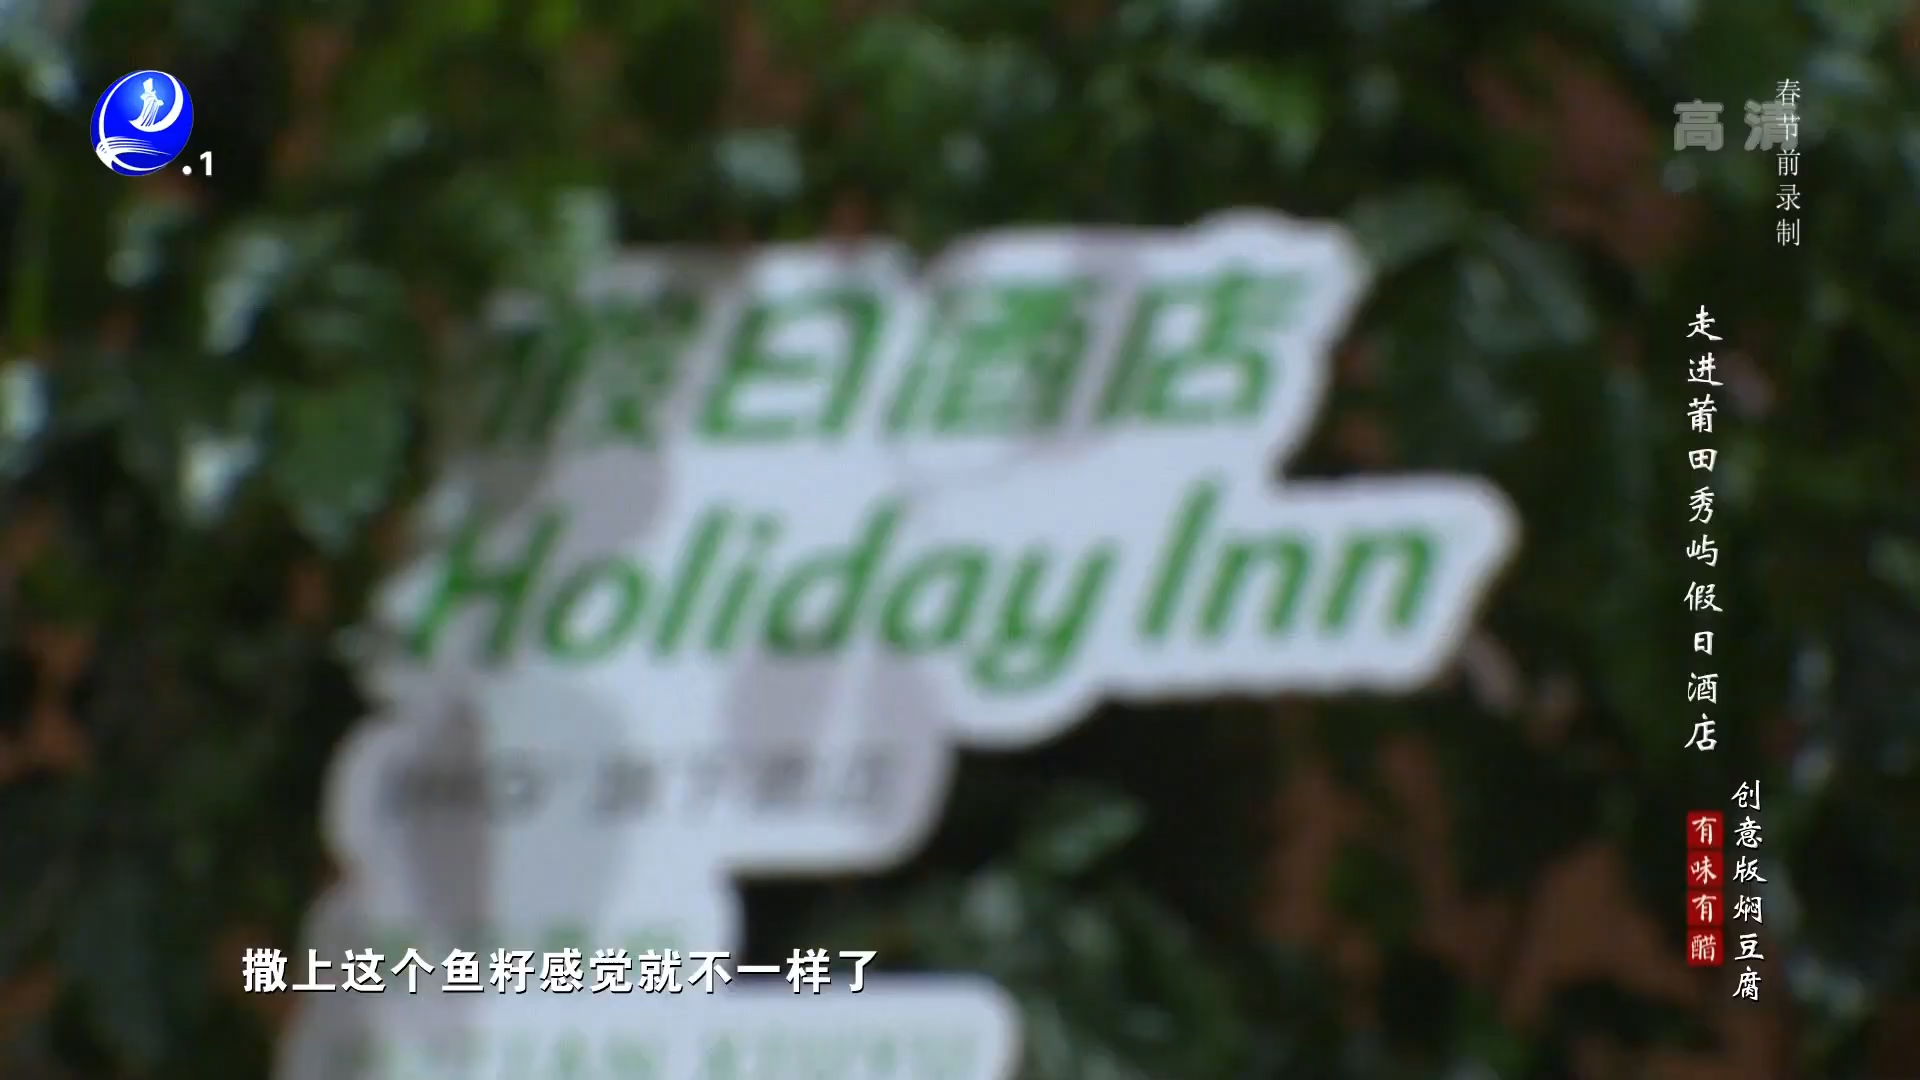 .1
高清
春节前录制
假日酒店
Holiday Inn
走进莆田秀屿假日酒店
创意版焖豆腐
有味有醋
撒上这个鱼籽感觉就不一样了